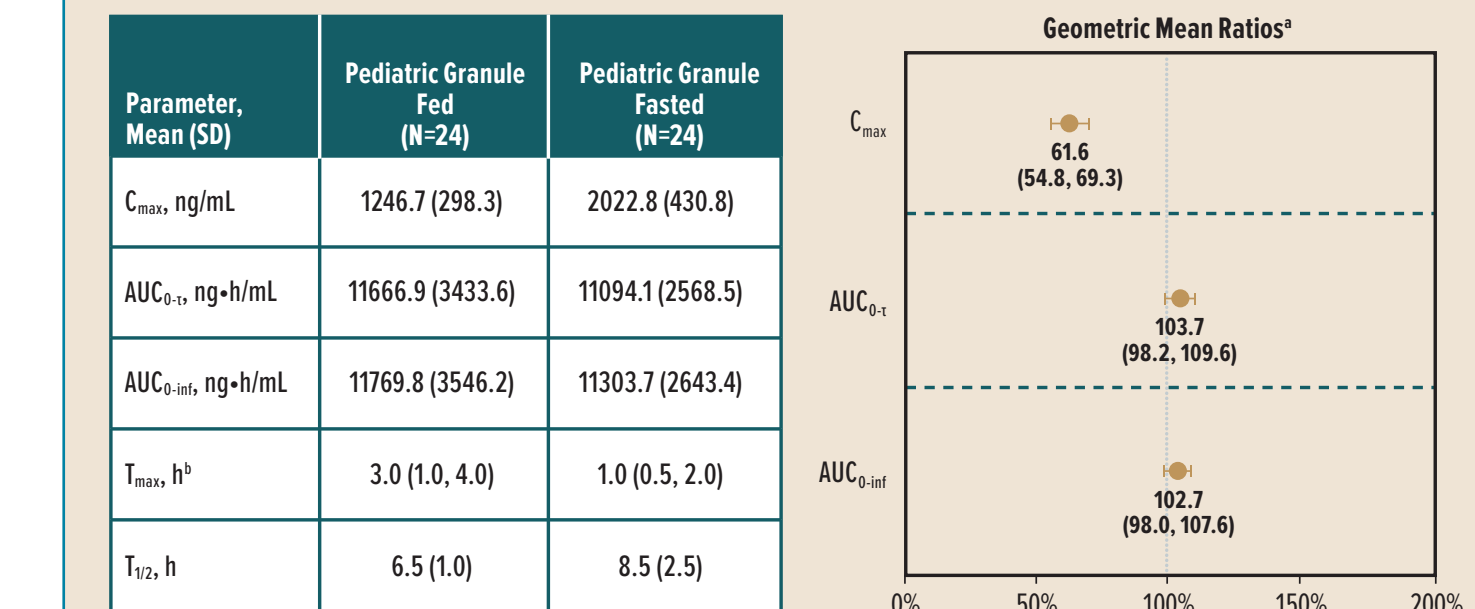 Parameter,
Mean (SD)
Pediatric Granule
Fed
(N=24)
Pediatric Granule
Fasted
(N=24)
Cmax, ng/mL
1246.7 (298.3)
2022.8 (430.8)
AUC0-τ, ng•h/mL
11666.9 (3433.6)
11094.1 (2568.5)
AUC0-inf, ng•h/mL
11769.8 (3546.2)
11303.7 (2643.4)
Tmax, hᵇ
3.0 (1.0, 4.0)
1.0 (0.5, 2.0)
T1/2, h
6.5 (1.0)
8.5 (2.5)
Geometric Mean Ratiosᵃ
Cmax
61.6
(54.8, 69.3)
AUC0-τ
103.7
(98.2, 109.6)
AUC0-inf
102.7
(98.0, 107.6)
0% 50% 100% 150% 200%